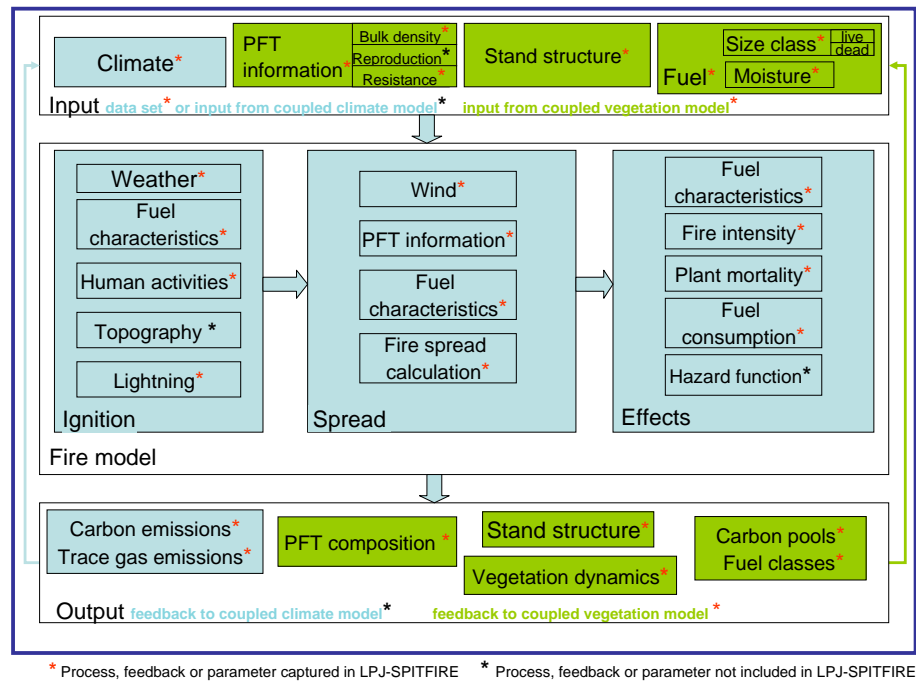 Climate*
PFT
information*
Bulk density*
Reproduction*
Resistance*
Stand structure*
Fuel*
Size class*
live
dead
Moisture*
Input data set* or input from coupled climate model* input from coupled vegetation model*
Weather*
Fuel
characteristics*
Human activities*
Topography *
Lightning*
Ignition
Wind*
PFT information*
Fuel
characteristics*
Fire spread
calculation*
Spread
Fuel
characteristics*
Fire intensity*
Plant mortality*
Fuel
consumption*
Hazard function*
Effects
Fire model
Carbon emissions*
Trace gas emissions*
PFT composition *
Stand structure*
Vegetation dynamics*
Carbon pools*
Fuel classes*
Output feedback to coupled climate model* feedback to coupled vegetation model *
* Process, feedback or parameter captured in LPJ-SPITFIRE * Process, feedback or parameter not included in LPJ-SPITFIRE